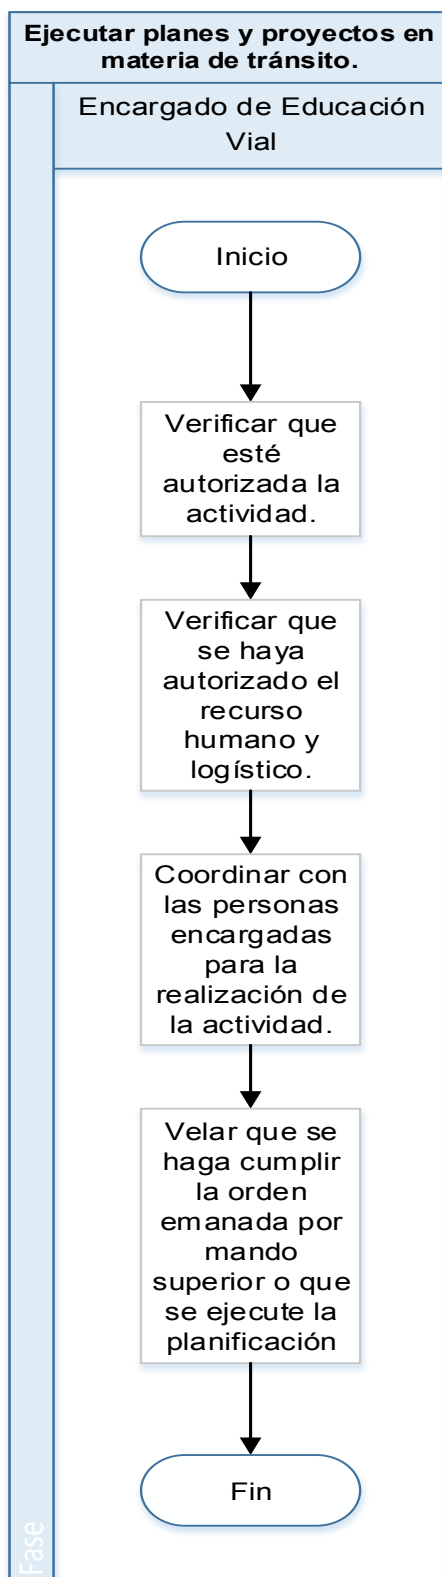 Ejecutar planes y proyectos en
materia de tránsito.
Encargado de Educación
Vial
Inicio
Verificar que
esté
autorizada la
actividad.
Verificar que
se haya
autorizado el
recurso
humano y
logístico.
Coordinar con
las personas
encargadas
para la
realización de
la actividad.
Velar que se
haga cumplir
la orden
emanada por
mando
superior o que
se ejecute la
planificación
Fin
Fase